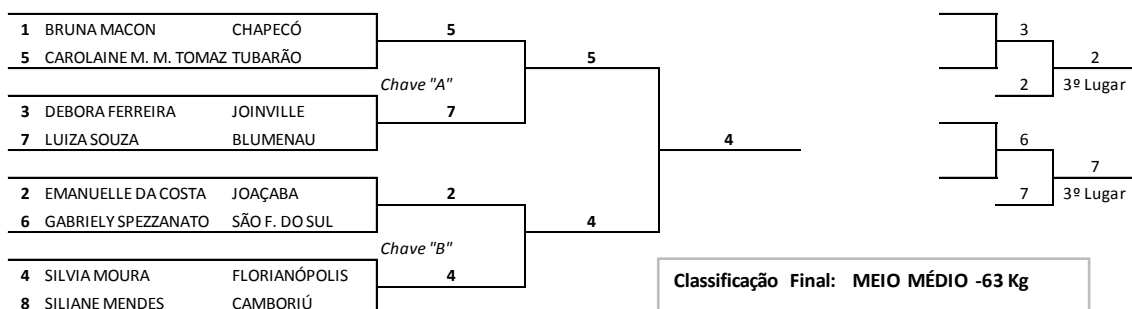 1 BRUNA MACON CHAPECÓ
5 CAROLAINE M. M. TOMAZ TUBARÃO
5
5
Chave "A"
3 DEBORA FERREIRA JOINVILLE
7 LUIZA SOUZA BLUMENAU
7
4
2 EMANUELLE DA COSTA JOAÇABA
6 GABRIELY SPEZZANATO SÃO F. DO SUL
2
4
Chave "B"
4 SILVIA MOURA FLORIANÓPOLIS
8 SILIANE MENDES CAMBORIÚ
4
3
2
2
3º Lugar
6
7
7
3º Lugar
Classificação Final: MEIO MÉDIO -63 Kg